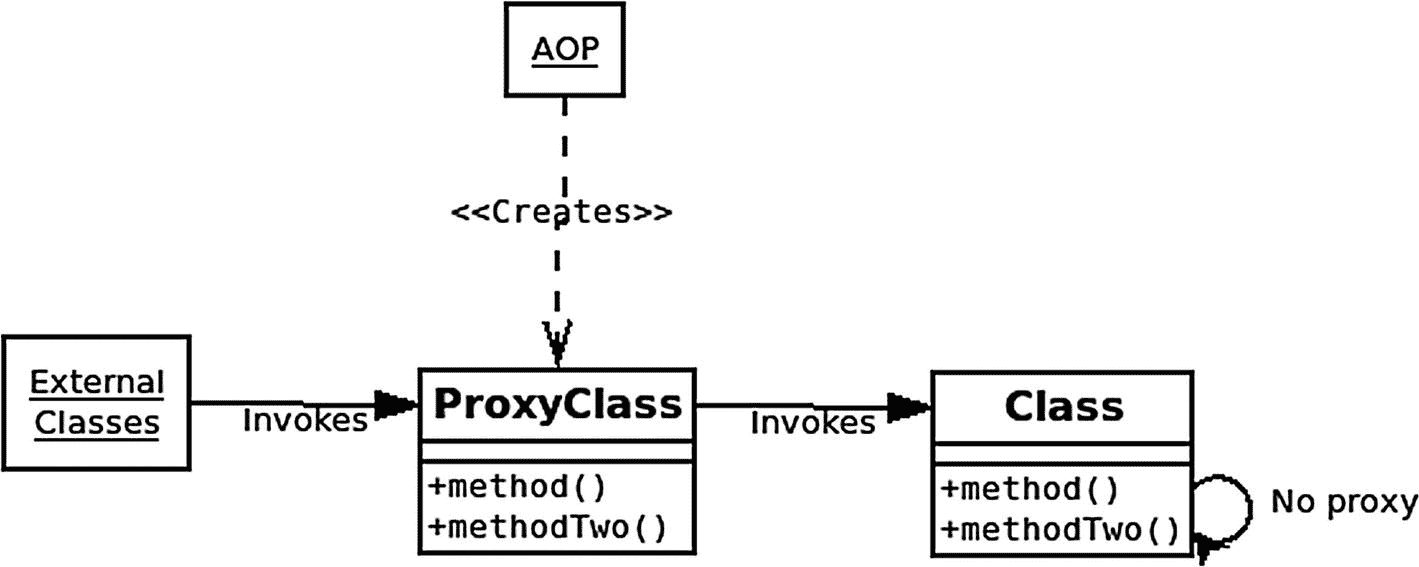 AOP
<<Creates>>
External
Classes
Invokes
ProxyClass
+method()
+methodTwo()
Invokes
Class
+method()
+methodTwo()
No proxy